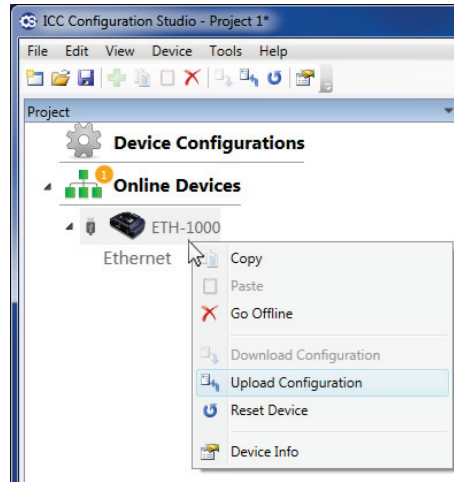 ICC Configuration Studio - Project 1*
File Edit View Device Tools Help
Project
Device Configurations
1
Online Devices
ETH-1000
Ethernet
Copy
Paste
Go Offline
Download Configuration
Upload Configuration
Reset Device
Device Info